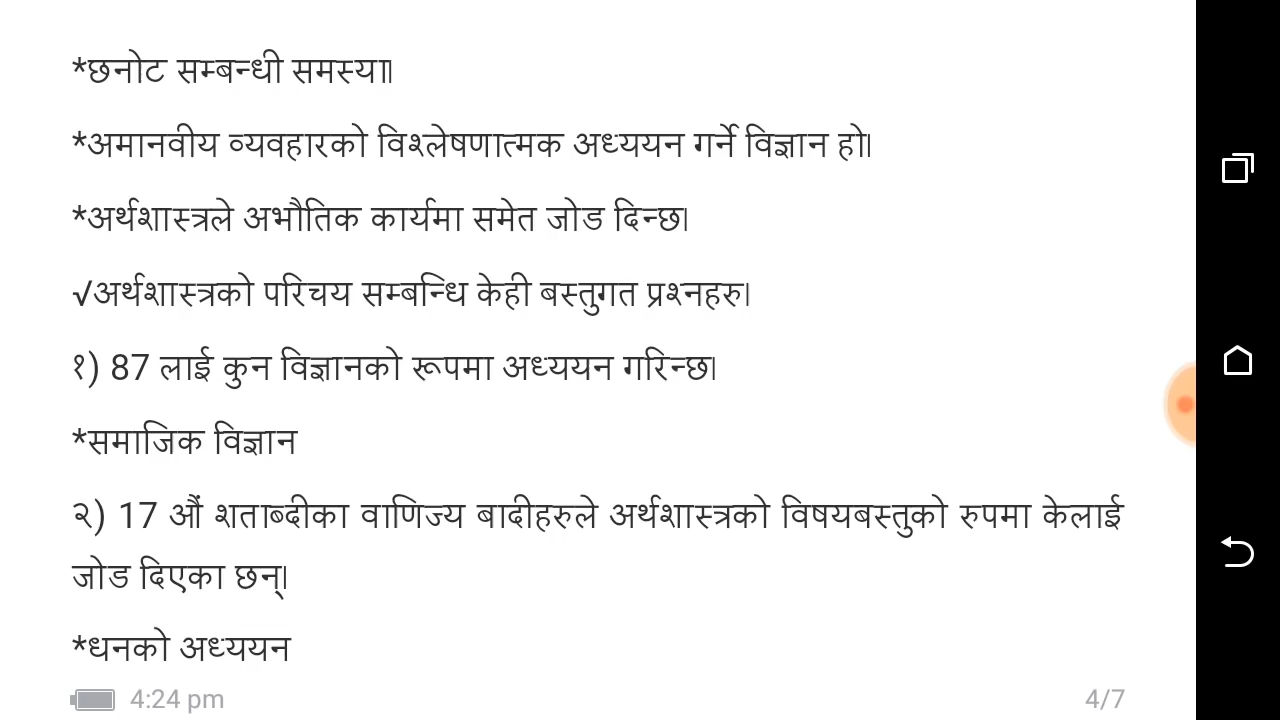 *छनोट सम्बन्धी समस्या।
*अमानवीय व्यवहारको विश्लेषणात्मक अध्ययन गर्ने विज्ञान हो।
*अर्थशास्त्रले अभौतिक कार्यमा समेत जोड दिन्छ।
√अर्थशास्त्रको परिचय सम्बन्धि केही बस्तुगत प्रश्नहरु।
१) 87 लाई कुन विज्ञानको रूपमा अध्ययन गरिन्छ।
*समाजिक विज्ञान
२) 17 औं शताब्दीका वाणिज्य बादीहरुले अर्थशास्त्रको विषयबस्तुको रुपमा केलाई
जोड दिएका छन्।
*धनको अध्ययन
4:24 pm 4/7